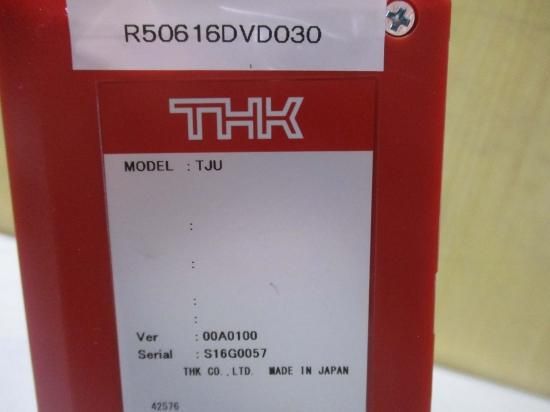 R50616DVD030
THK
MODEL : TJU
:
:
:
:
Ver : 00A0100
Serial : S16G0057
THK CO.,LTD. MADE IN JAPAN
42576